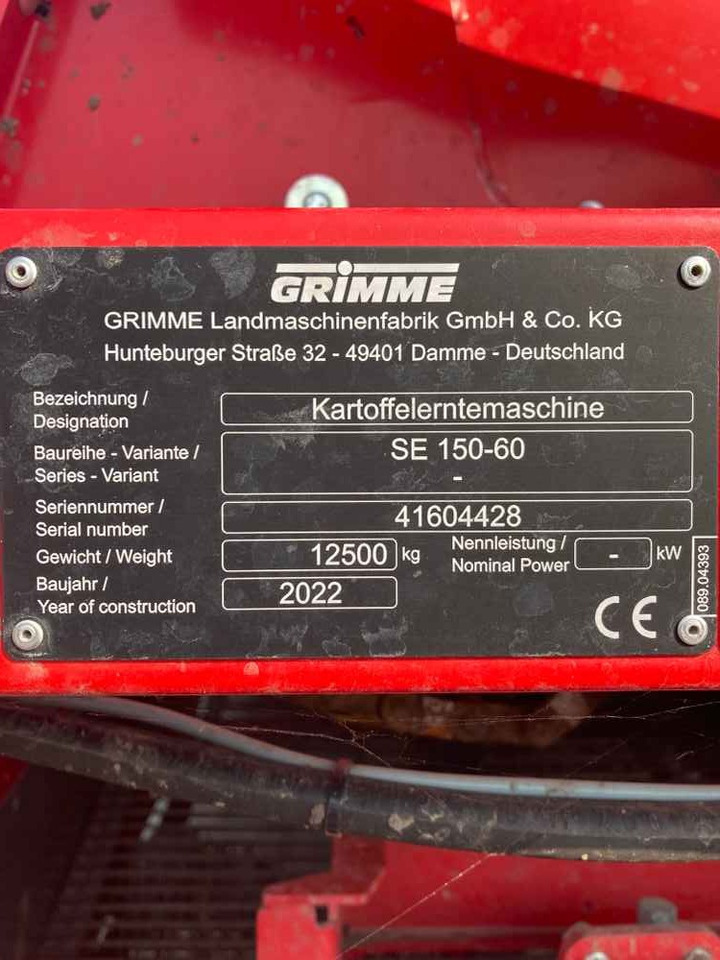 GRIMME
GRIMME Landmaschinenfabrik GmbH & Co. KG
Hunteburger Straße 32 - 49401 Damme - Deutschland
Bezeichnung /
Designation
Kartoffelerntemaschine
Baureihe - Variante /
Series - Variant
SE 150-60
-
Seriennummer /
Serial number
41604428
Gewicht / Weight
12500 kg
Nennleistung /
Nominal Power
- kW
Baujahr /
Year of construction
2022
CE
089.04393